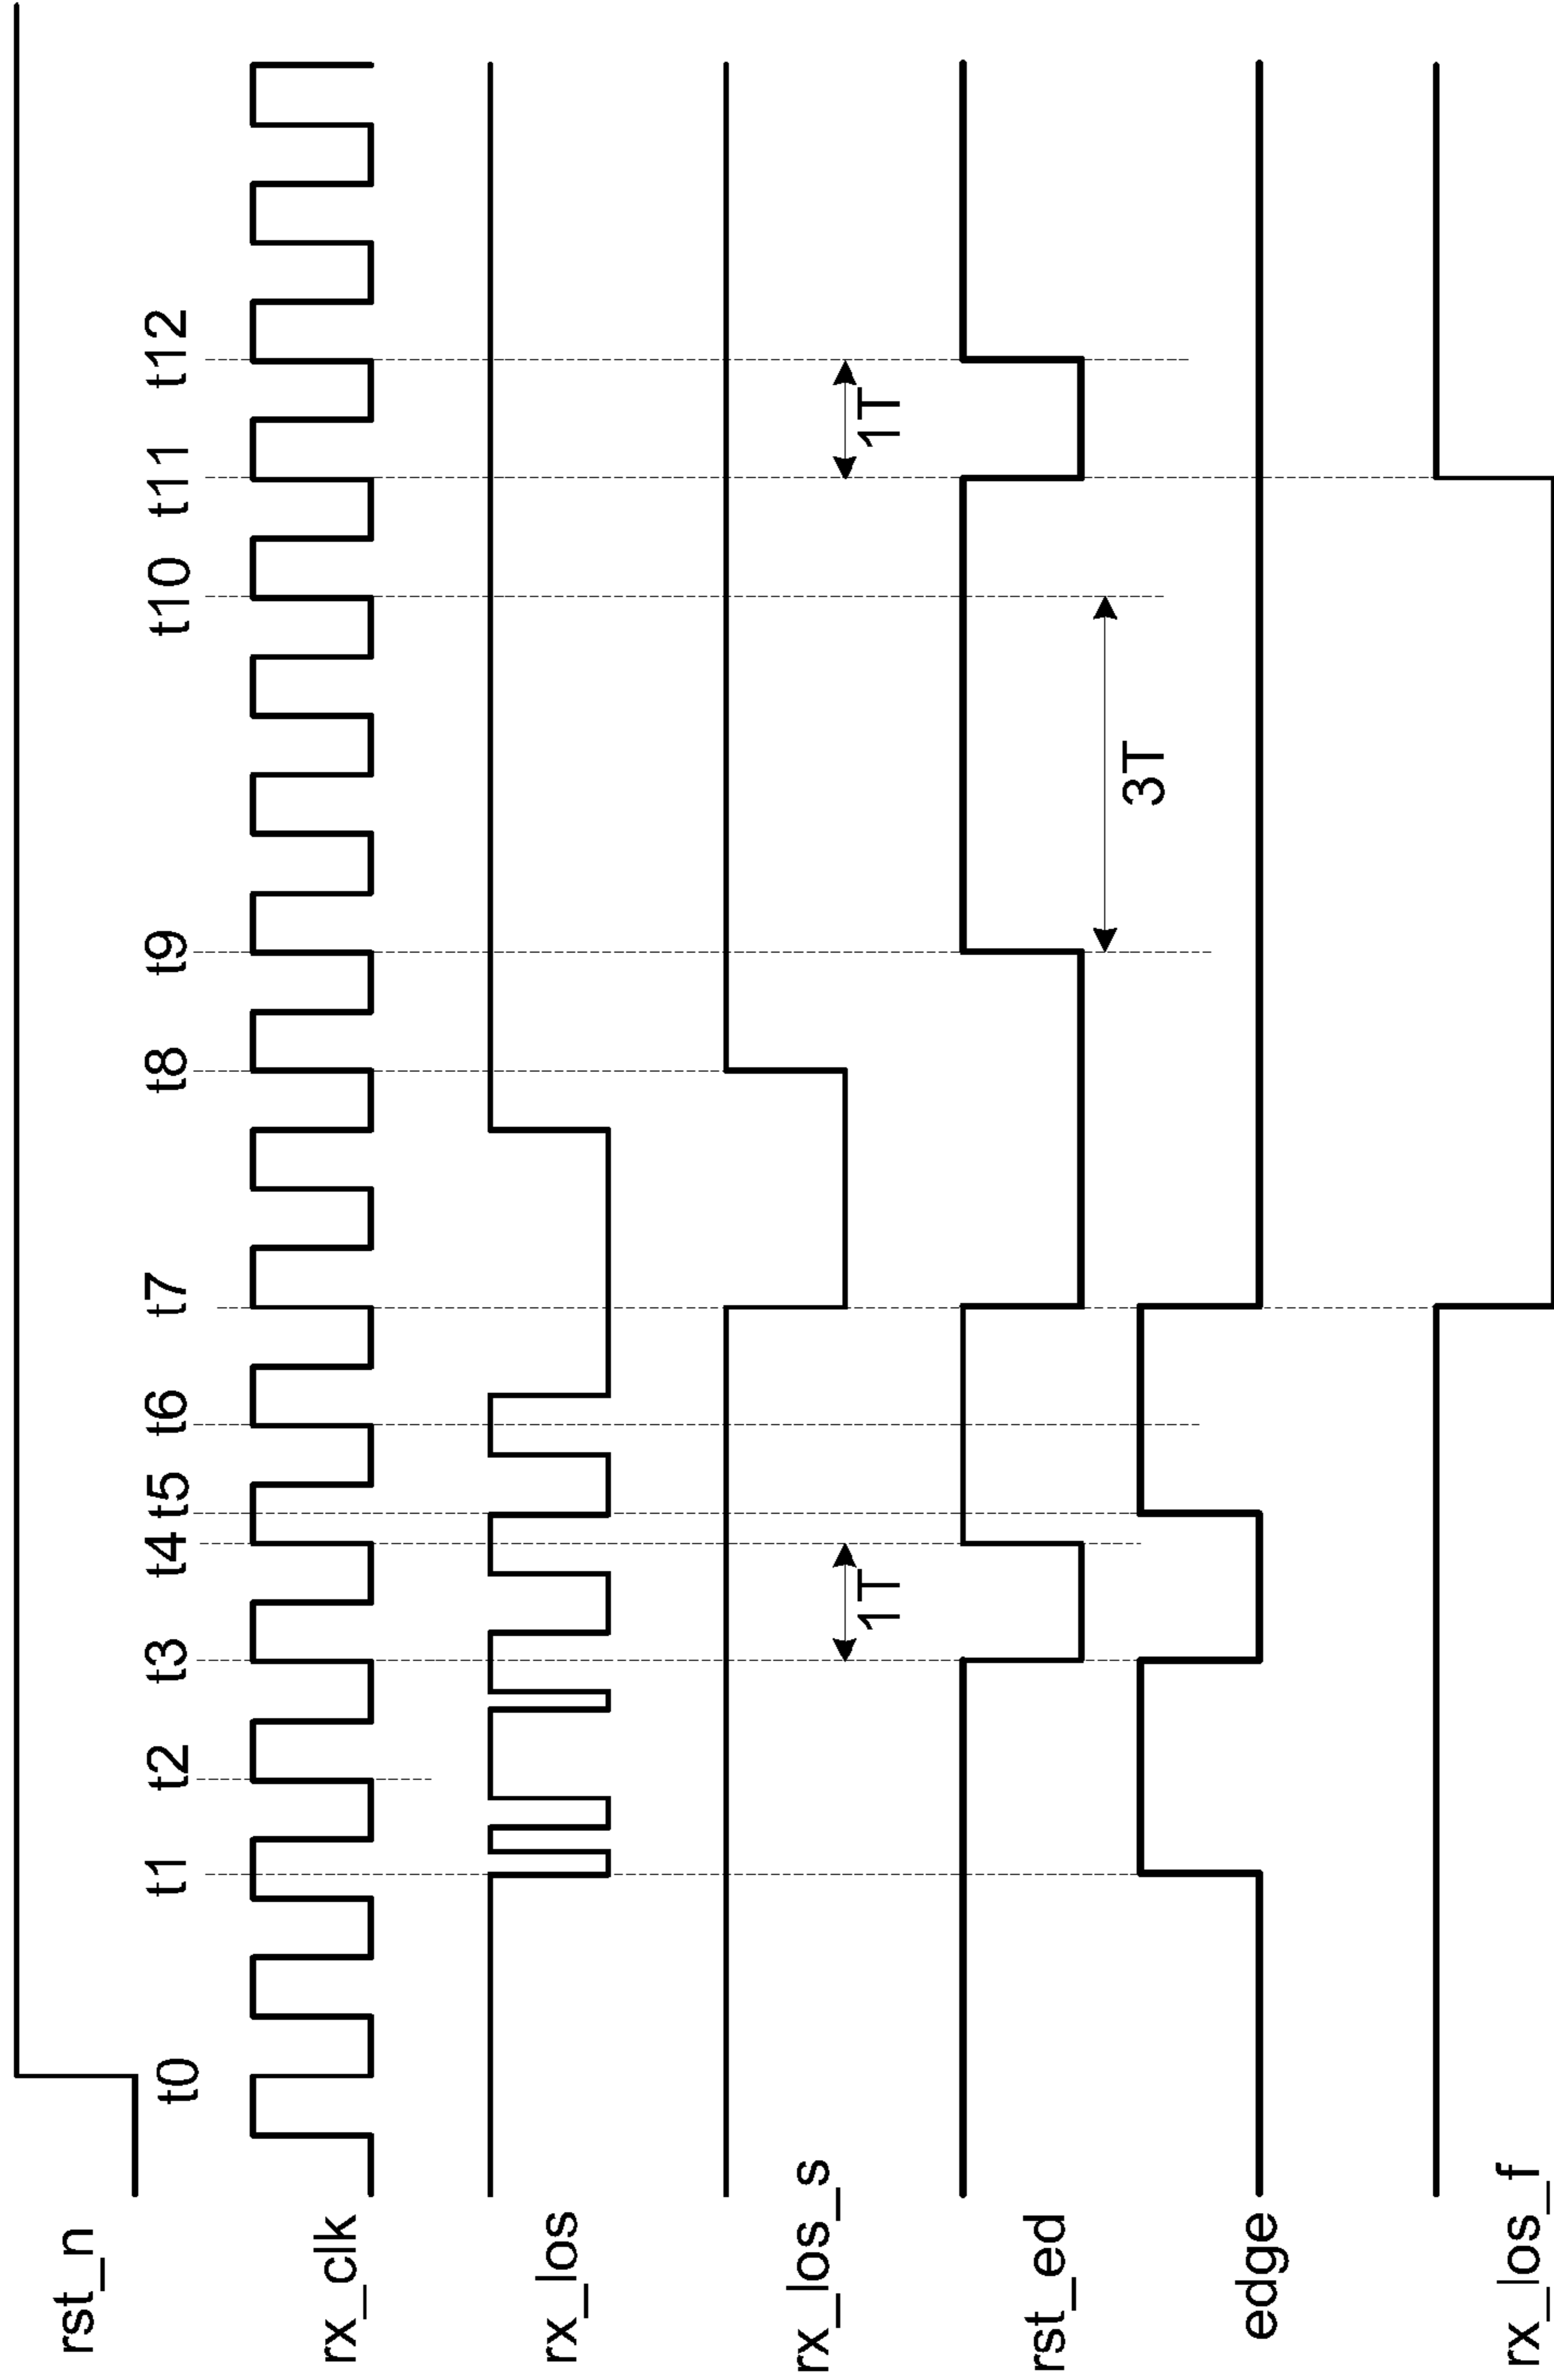 rst_n
t0
t1
t2
t3
t4
t5
t6
t7
t8
t9
t10
t11
t12
rx_clk
rx_los
rx_los_s
1T
1T
rst_ed
3T
edge
rx_los_f